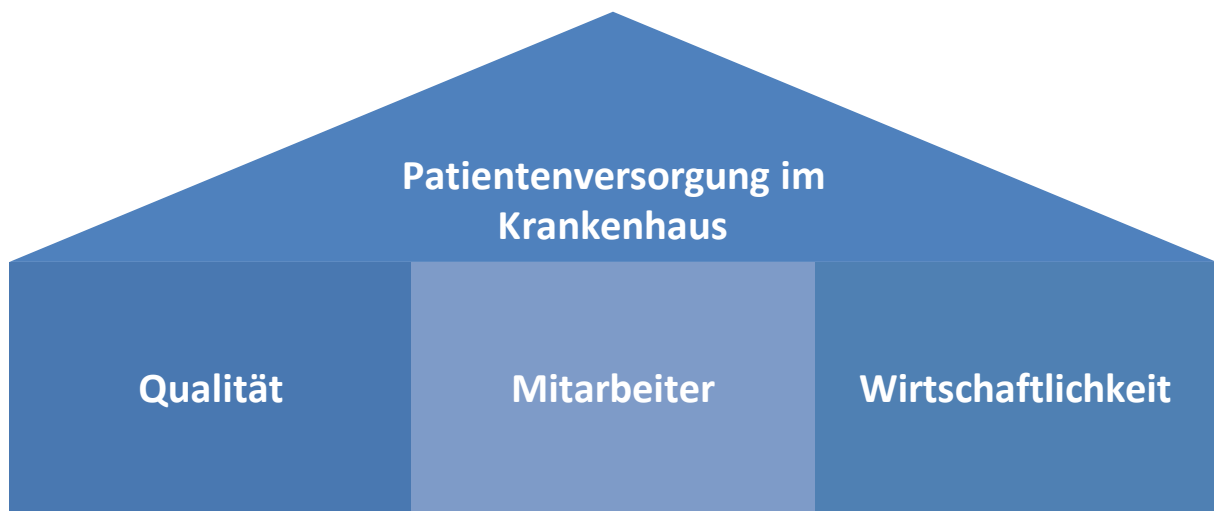 Patientenversorgung im
Krankenhaus
Qualität
Mitarbeiter
Wirtschaftlichkeit